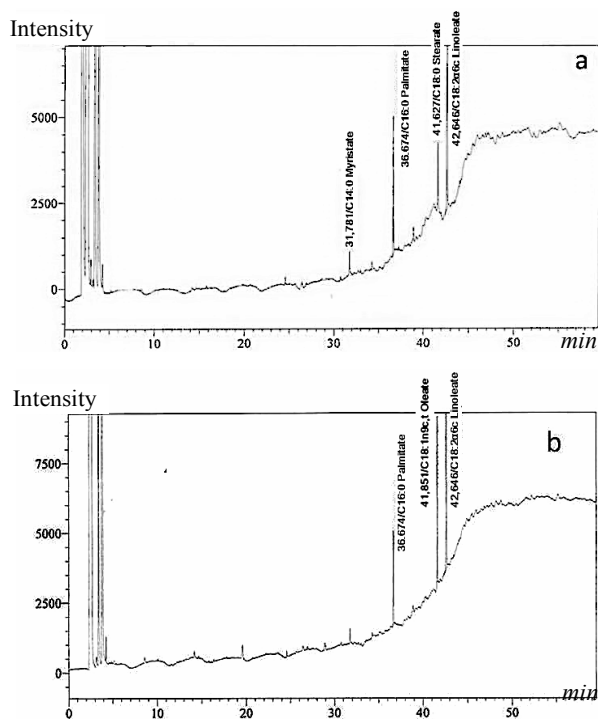 Intensity
a
31,781/C14:0 Myristate
36.674/C16:0 Palmitate
41,627/C18:0 Stearate
42,646/C18:2α6c Linoleate
5000
2500
0
0 10 20 30 40 50
min
Intensity
b
36.674/C16:0 Palmitate
41,851/C18:1n9c,t Oleate
42,646/C18:2α6c Linoleate
7500
5000
2500
0
0 10 20 30 40 50
min